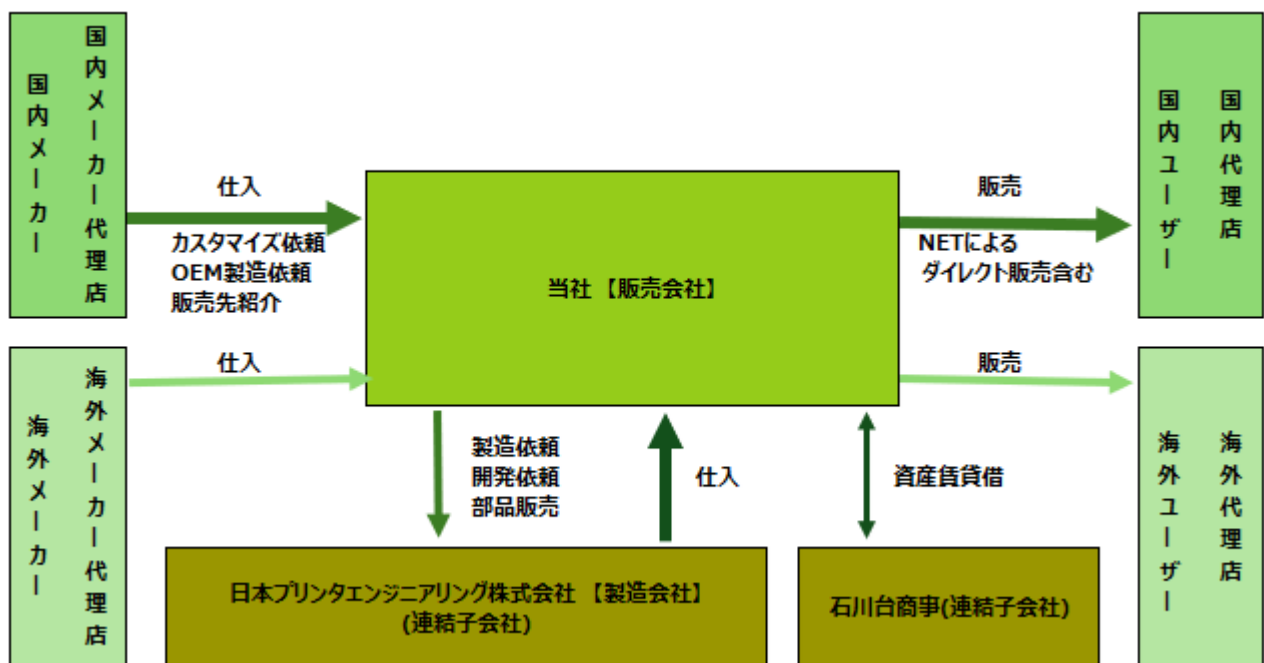 国内メーカー代理店
国内メーカー
仕入
カスタマイズ依頼
OEM製造依頼
販売先紹介
当社 【販売会社】
販売
NETによる
ダイレクト販売含む
国内代理店
国内ユーザー
海外メーカー代理店
海外メーカー
仕入
販売
海外代理店
海外ユーザー
製造依頼
開発依頼
部品販売
仕入
資産賃貸借
日本プリンタエンジニアリング株式会社 【製造会社】
(連結子会社)
石川台商事(連結子会社)